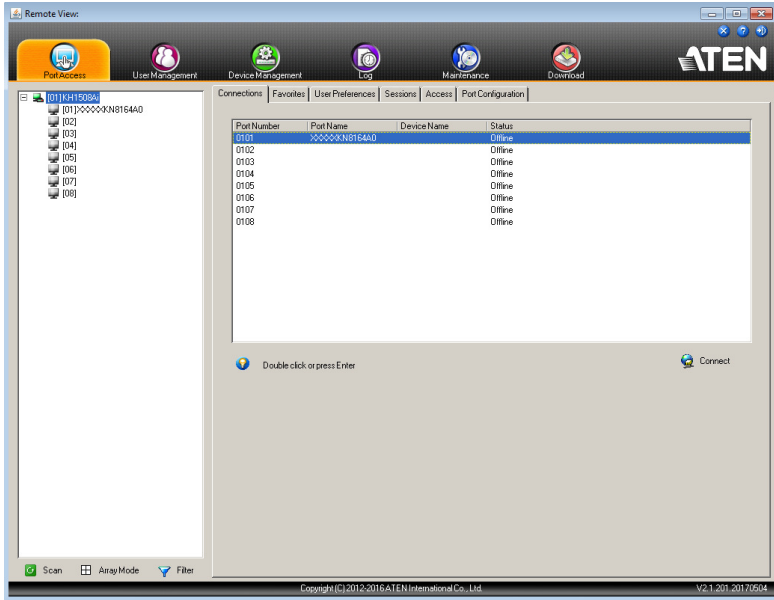 Remote View:
ATEN
Port Access User Management Device Management Log Maintenance Download
Connections Favorites User Preferences Sessions Access Port Configuration
[01]KH1508Ai
[01]XXXXXKN8164A0
[02]
[03]
[04]
[05]
[06]
[07]
[08]
Port Number Port Name Device Name Status
0101 XXXXXKN8164A0 Offline
0102 Offline
0103 Offline
0104 Offline
0105 Offline
0106 Offline
0107 Offline
0108 Offline
Double click or press Enter
Connect
Scan Array Mode Filter
Copyright (C) 2012-2016 ATEN International Co., Ltd.
V2.1.201.20170504